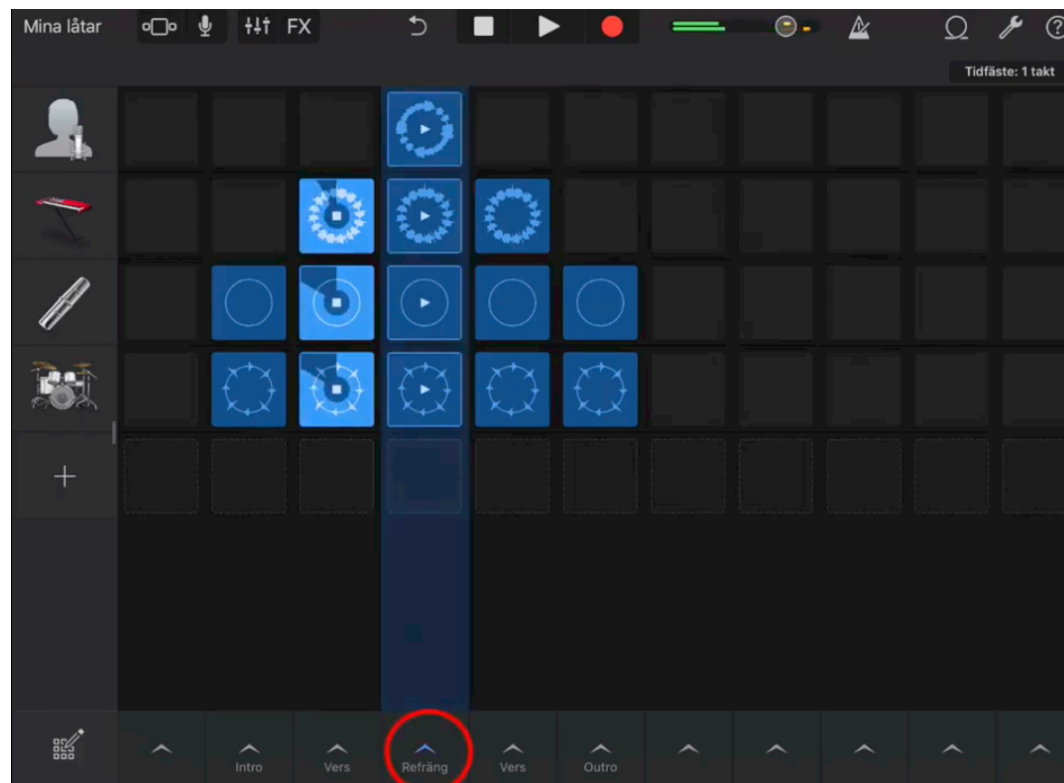 Mina låtar
FX
Tidfäste: 1 takt
Intro
Vers
Refräng
Vers
Outro